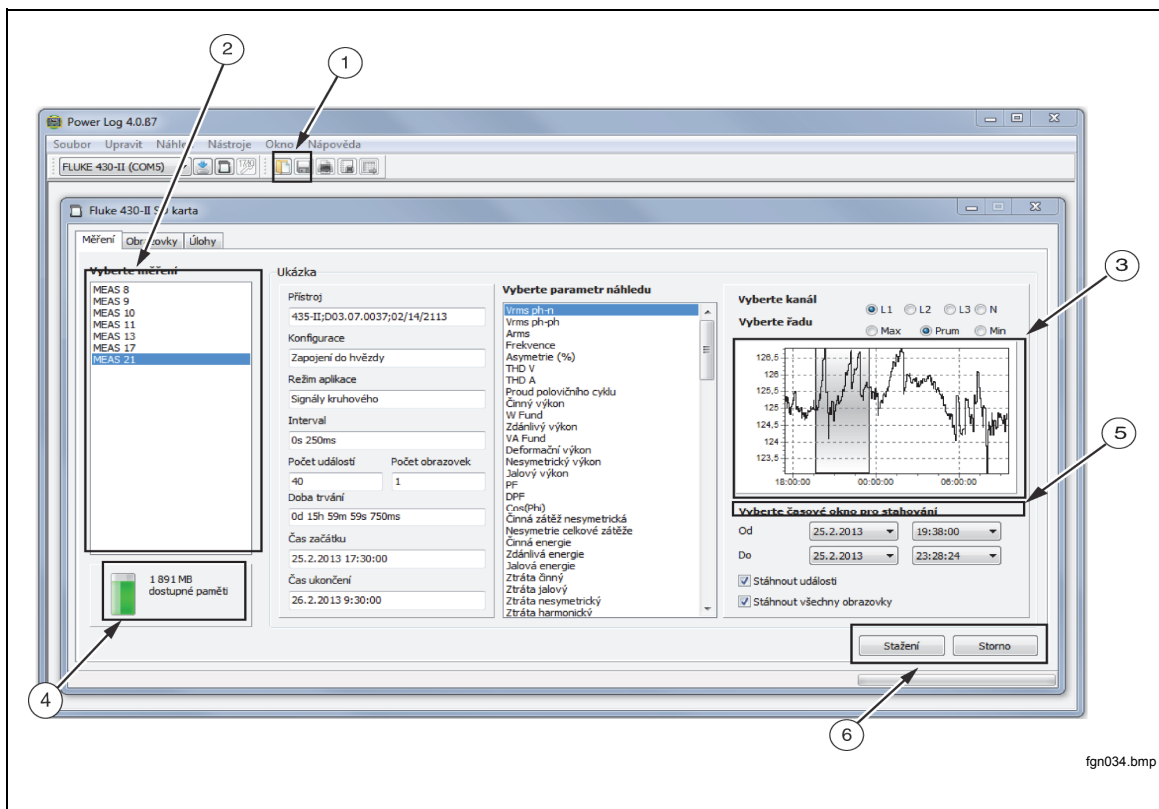 2
1
Power Log 4.0.87
Soubor Upravit Náhled Nástroje Okno Nápověda
FLUKE 430-II (COM5)
Fluke 430-II SD karta
Měření Obrazovky Úlohy
Vyberte měření
MEAS 8
MEAS 9
MEAS 10
MEAS 11
MEAS 13
MEAS 17
MEAS 21
1 891 MB
dostupné paměti
4
Ukázka
Přístroj
435-II;D03.07.0037;02/14/2113
Konfigurace
Zapojení do hvězdy
Režim aplikace
Signály kruhového
Interval
0s 250ms
Počet událostí Počet obrazovek
40 1
Doba trvání
0d 15h 59m 59s 750ms
Čas začátku
25.2.2013 17:30:00
Čas ukončení
26.2.2013 9:30:00
Vyberte parametr náhledu
Vrms ph-n
Vrms ph-ph
Arms
Frekvence
Asymetrie (%)
THD V
THD A
Proud polovičního cyklu
Činný výkon
W Fund
Zdánlivý výkon
VA Fund
Deformační výkon
Nesymetrický výkon
Jalový výkon
PF
DPF
Cos(Phi)
Činná zátěž nesymetrická
Nesymetrie celkové zátěže
Činná energie
Zdánlivá energie
Jalová energie
Ztráta činný
Ztráta jalový
Ztráta nesymetrický
Ztráta harmonický
Vyberte kanál L1 L2 L3 N
Vyberte řadu Max Prum Min
3
126,5
126
125,5
125
124,5
124
123,5
18:00:00 00:00:00 06:00:00
5
Vyberte časové okno pro stahování
Od 25.2.2013 19:38:00
Do 25.2.2013 23:28:24
Stáhnout události
Stáhnout všechny obrazovky
Stažení Storno
6
fgn034.bmp